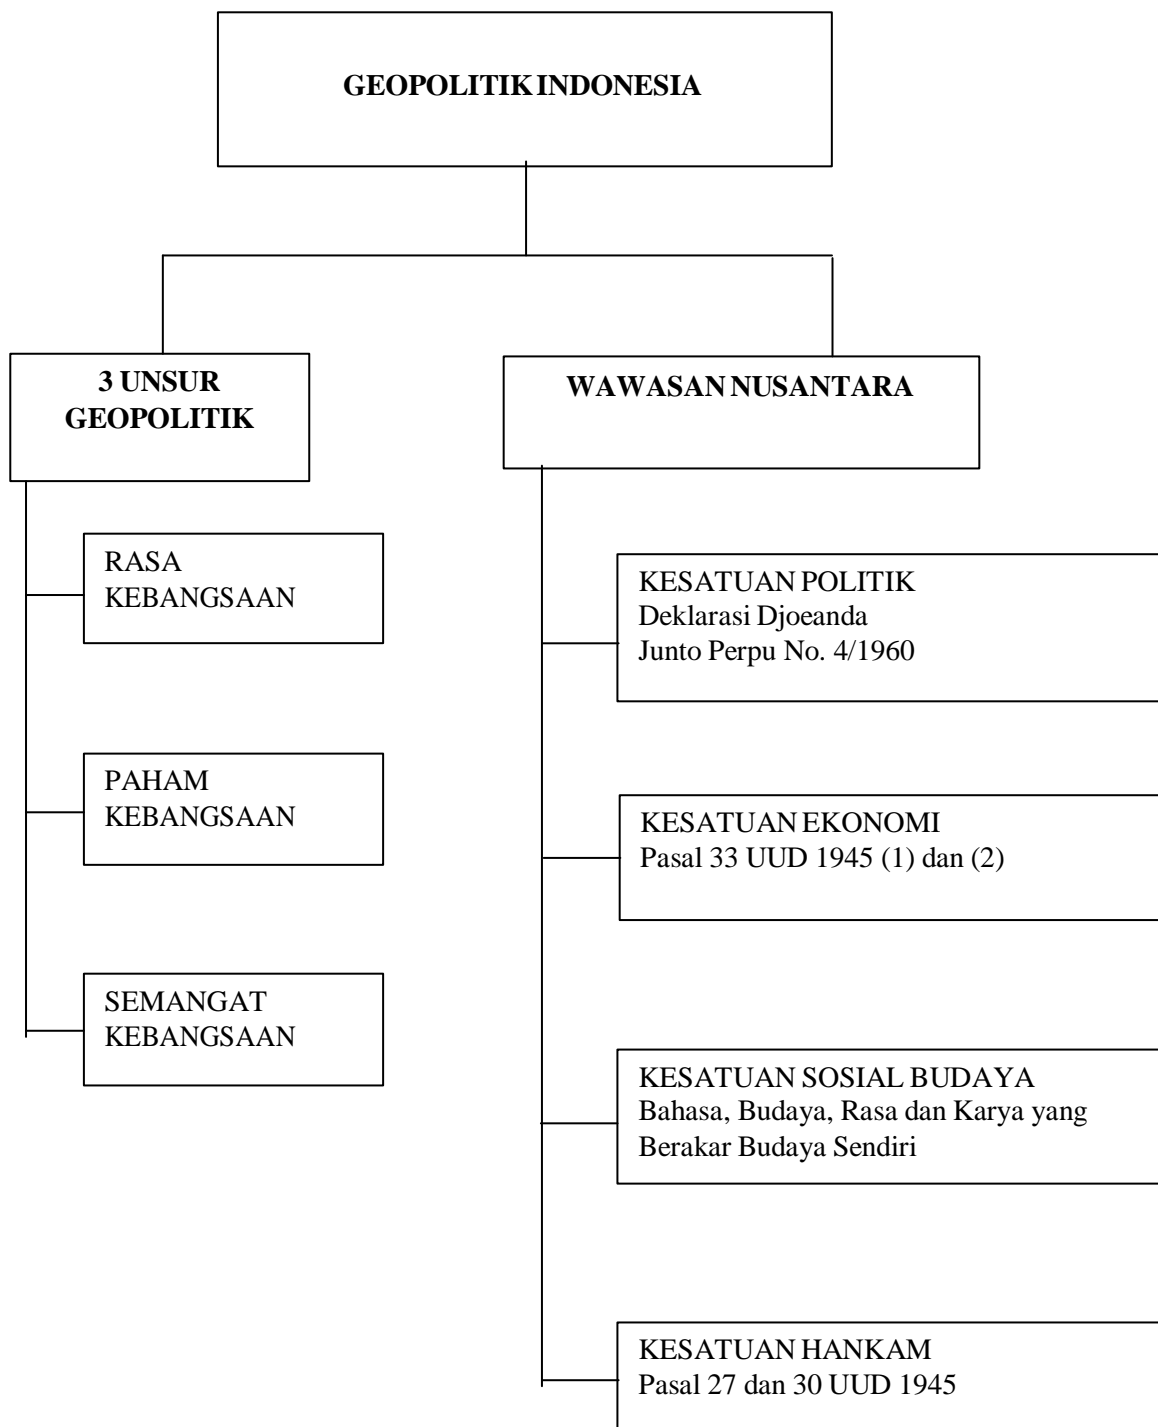 GEOPOLITIK INDONESIA
3 UNSUR
GEOPOLITIK
WAWASAN NUSANTARA
RASA
KEBANGSAAN
PAHAM
KEBANGSAAN
SEMANGAT
KEBANGSAAN
KESATUAN POLITIK
Deklarasi Djoeanda
Junto Perpu No. 4/1960
KESATUAN EKONOMI
Pasal 33 UUD 1945 (1) dan (2)
KESATUAN SOSIAL BUDAYA
Bahasa, Budaya, Rasa dan Karya yang
Berakar Budaya Sendiri
KESATUAN HANKAM
Pasal 27 dan 30 UUD 1945